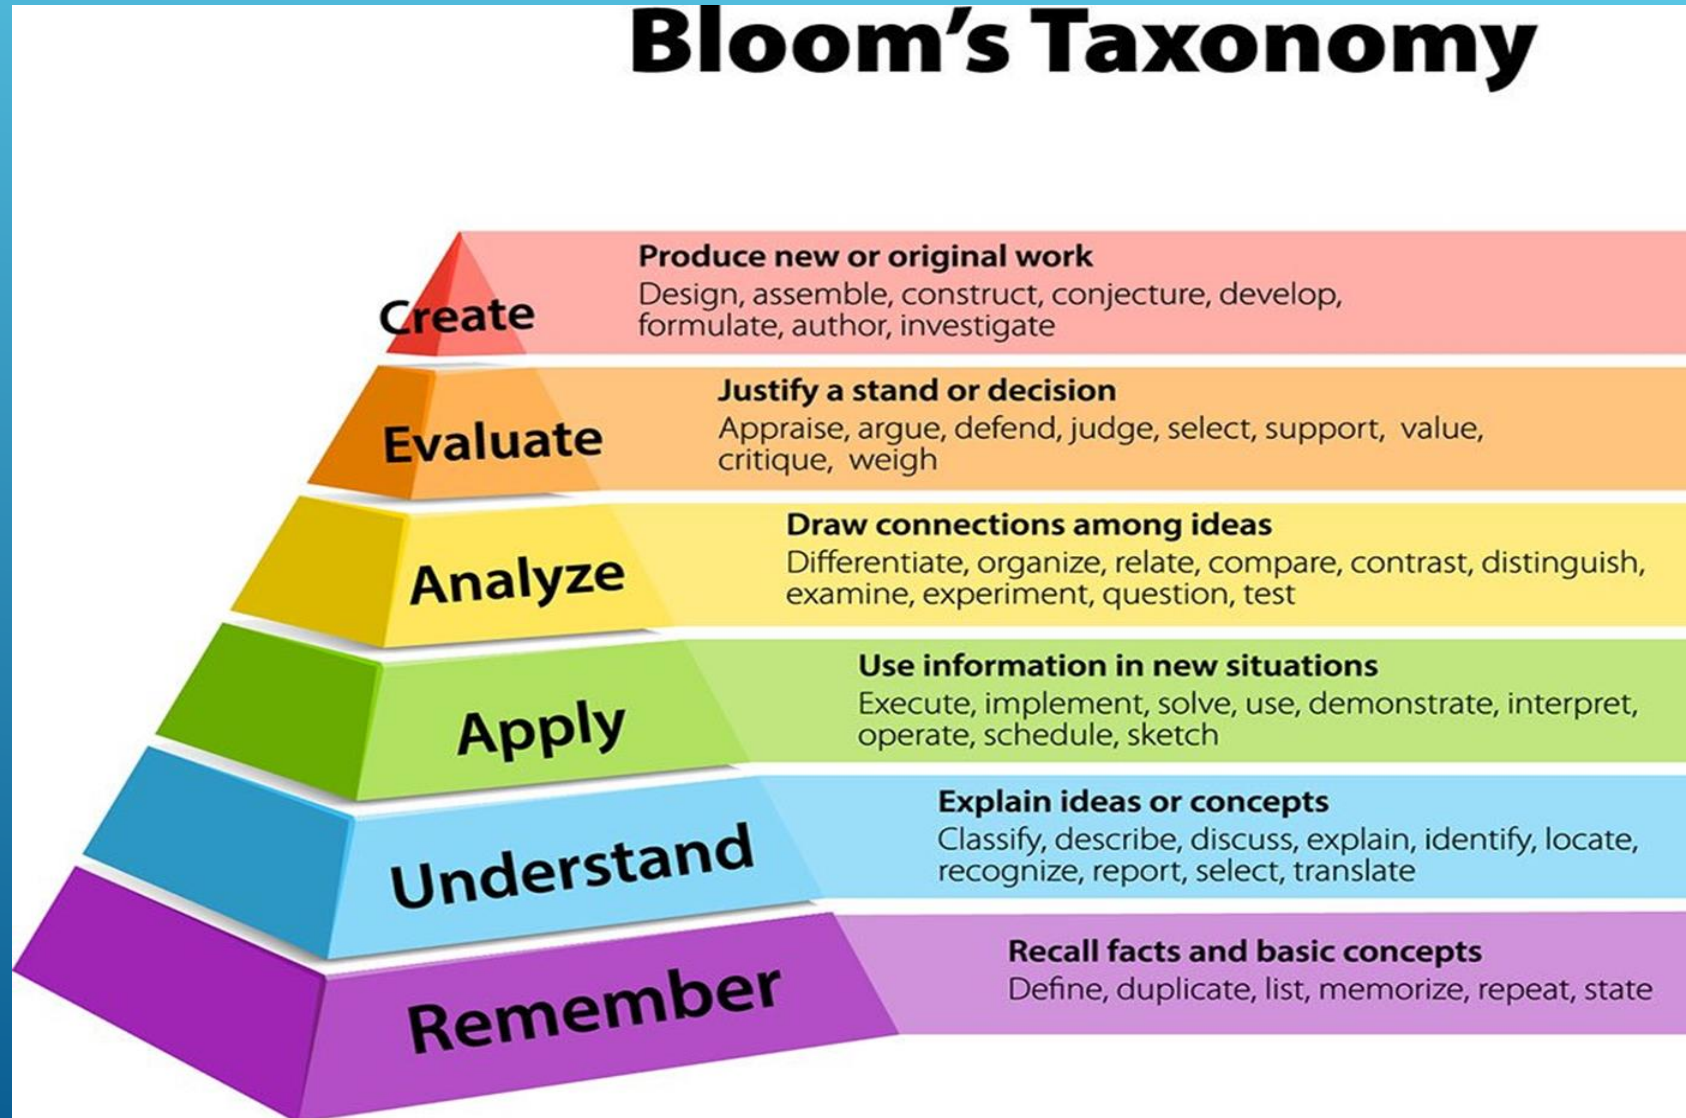 Bloom's Taxonomy
Create
Produce new or original work
Design, assemble, construct, conjecture, develop,
formulate, author, investigate
Evaluate
Justify a stand or decision
Appraise, argue, defend, judge, select, support, value,
critique, weigh
Analyze
Draw connections among ideas
Differentiate, organize, relate, compare, contrast, distinguish,
examine, experiment, question, test
Apply
Use information in new situations
Execute, implement, solve, use, demonstrate, interpret,
operate, schedule, sketch
Understand
Explain ideas or concepts
Classify, describe, discuss, explain, identify, locate,
recognize, report, select, translate
Remember
Recall facts and basic concepts
Define, duplicate, list, memorize, repeat, state